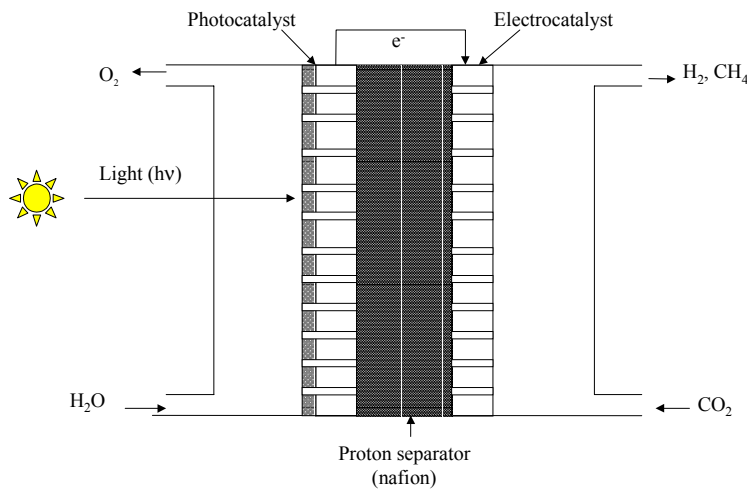 Photocatalyst
Electrocatalyst
e⁻
O₂
H₂, CH₄
Light (hν)
H₂O
CO₂
Proton separator
(nafion)